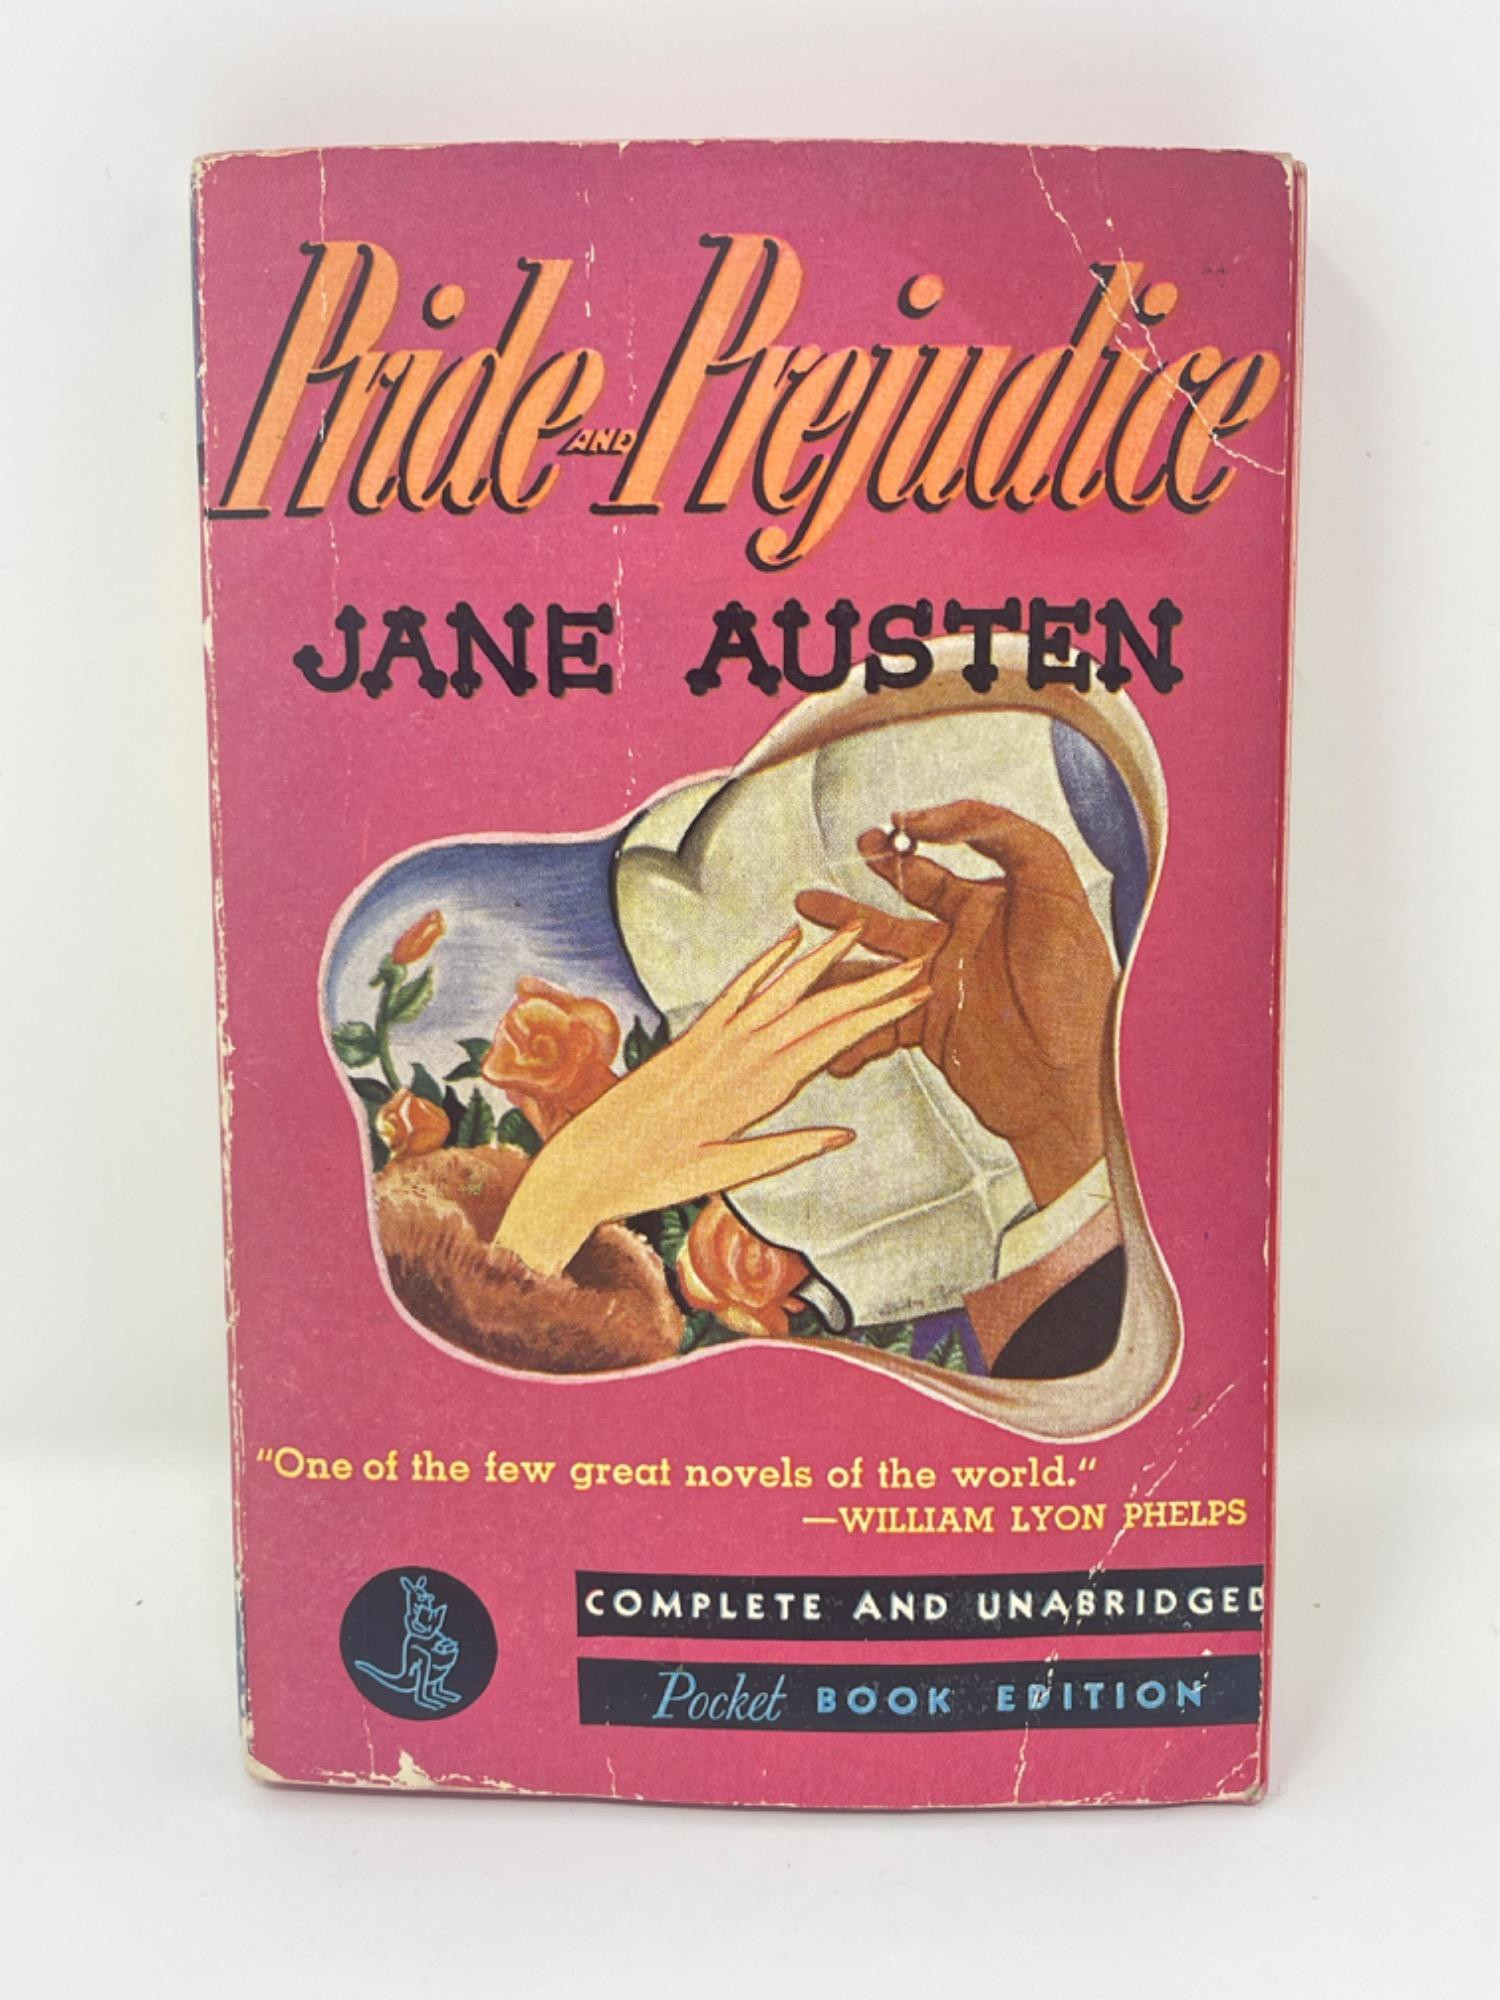 Pride AND Prejudice
JANE AUSTEN
"One of the few great novels of the world."
—WILLIAM LYON PHELPS
COMPLETE AND UNABRIDGED
Pocket BOOK EDITION